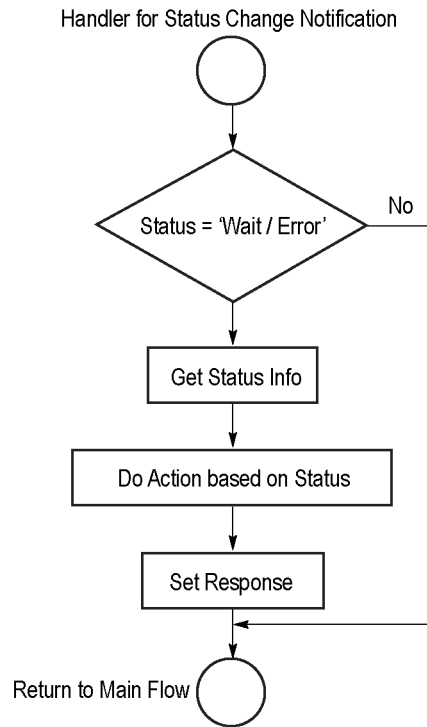 Handler for Status Change Notification
Status = ‘Wait / Error’
No
Get Status Info
Do Action based on Status
Set Response
Return to Main Flow